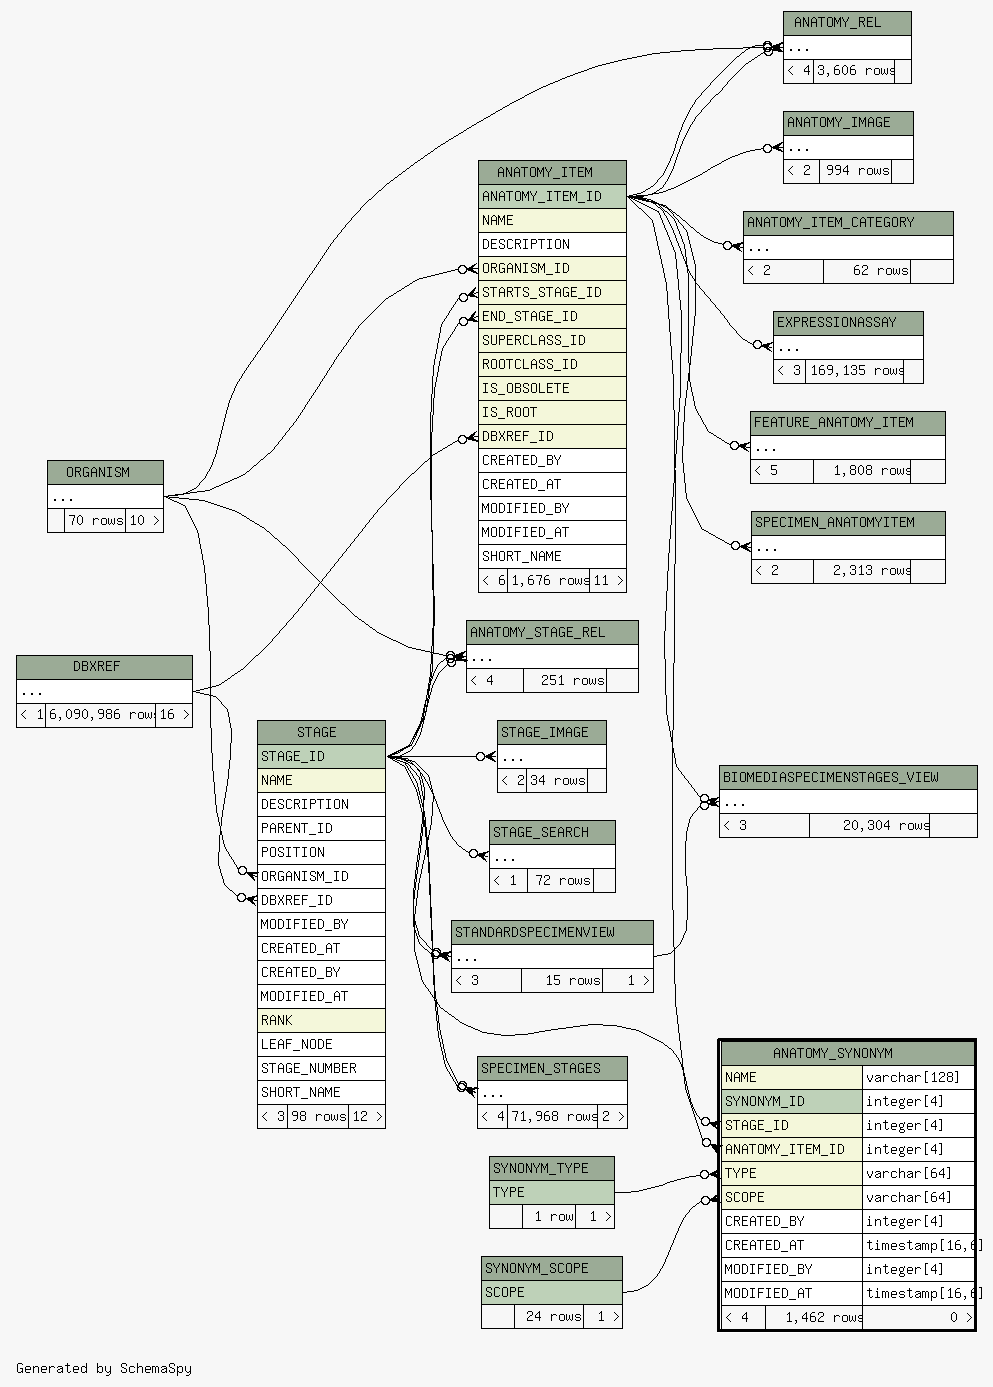 ANATOMY_REL
...
< 4 3,606 rows
ANATOMY_IMAGE
...
< 2 994 rows
ANATOMY_ITEM
ANATOMY_ITEM_ID
NAME
DESCRIPTION
ORGANISM_ID
STARTS_STAGE_ID
END_STAGE_ID
SUPERCLASS_ID
ROOTCLASS_ID
IS_OBSOLETE
IS_ROOT
DBXREF_ID
CREATED_BY
CREATED_AT
MODIFIED_BY
MODIFIED_AT
SHORT_NAME
< 6 1,676 rows 11 >
ANATOMY_ITEM_CATEGORY
...
< 2 62 rows
EXPRESSIONASSAY
...
< 3 169,135 rows
FEATURE_ANATOMY_ITEM
...
< 5 1,808 rows
SPECIMEN_ANATOMYITEM
...
< 2 2,313 rows
ORGANISM
...
70 rows 10 >
ANATOMY_STAGE_REL
...
< 4 251 rows
DBXREF
...
< 1 6,090,986 rows 16 >
STAGE
STAGE_ID
NAME
DESCRIPTION
PARENT_ID
POSITION
ORGANISM_ID
DBXREF_ID
MODIFIED_BY
CREATED_AT
CREATED_BY
MODIFIED_AT
RANK
LEAF_NODE
STAGE_NUMBER
SHORT_NAME
< 3 98 rows 12 >
STAGE_IMAGE
...
< 2 34 rows
STAGE_SEARCH
...
< 1 72 rows
BIOMEDIASPECIMENSTAGES_VIEW
...
< 3 20,304 rows
STANDARDSPECIMENVIEW
...
< 3 15 rows 1 >
SPECIMEN_STAGES
...
< 4 71,968 rows 2 >
ANATOMY_SYNONYM
NAME varchar[128]
SYNONYM_ID integer[4]
STAGE_ID integer[4]
ANATOMY_ITEM_ID integer[4]
TYPE varchar[64]
SCOPE varchar[64]
CREATED_BY integer[4]
CREATED_AT timestamp[16,6]
MODIFIED_BY integer[4]
MODIFIED_AT timestamp[16,6]
< 4 1,462 rows 0 >
SYNONYM_TYPE
TYPE
1 row 1 >
SYNONYM_SCOPE
SCOPE
24 rows 1 >
Generated by SchemaSpy